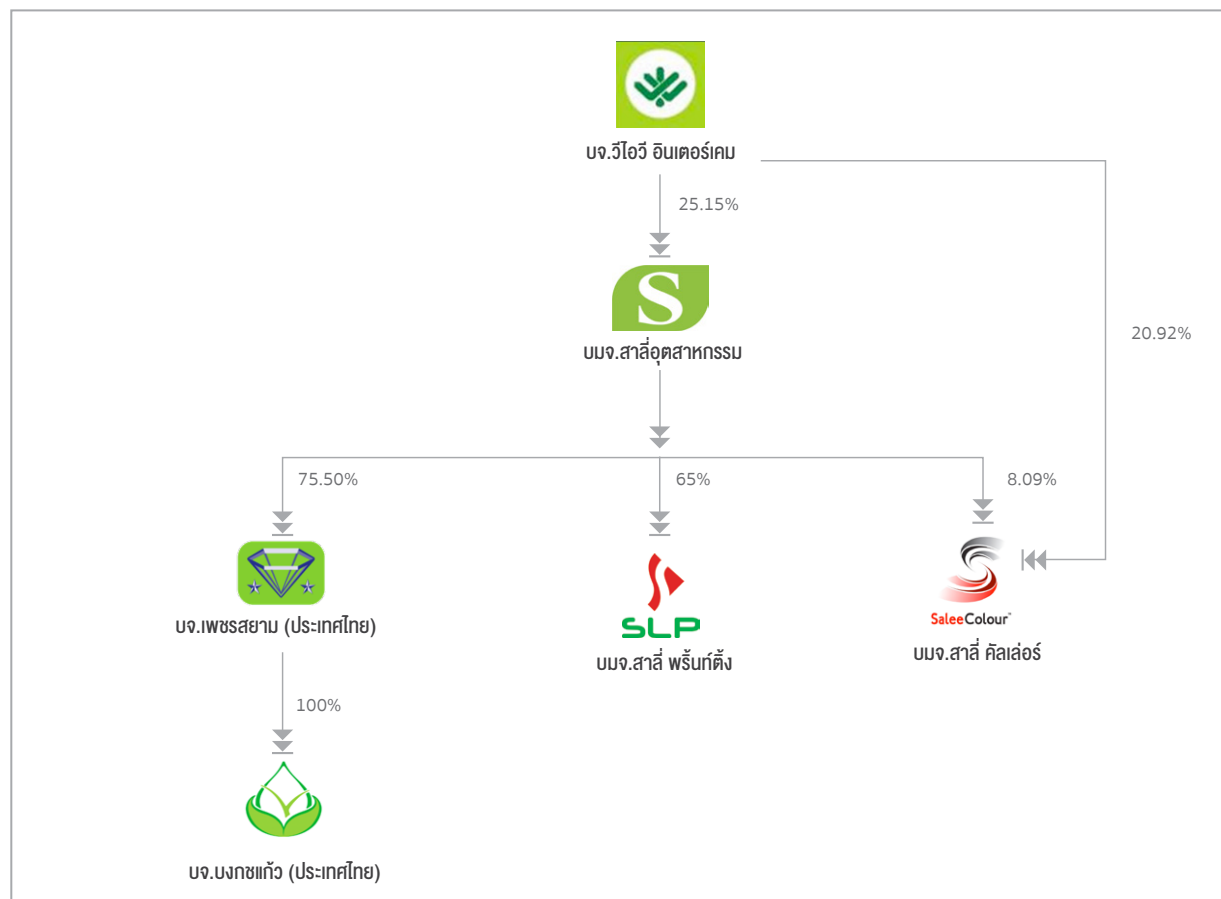 บจ.วีไอวี อินเตอร์เคม
25.15%
S
บมจ.สาลี่อุตสาหกรรม
20.92%
75.50%
65%
8.09%
บจ.เพชรสยาม (ประเทศไทย)
SLP
บมจ.สาลี่ พริ้นท์ติ้ง
SaleeColour™
บมจ.สาลี่ คัลเล่อร์
100%
บจ.บงกชแก้ว (ประเทศไทย)